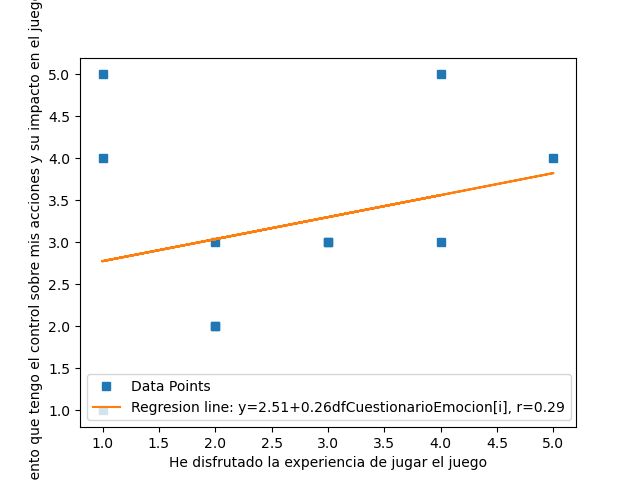 ento que tengo el control sobre mis acciones y su impacto en el jueg
5.0
4.5
4.0
3.5
3.0
2.5
2.0
1.5
1.0
Data Points
Regresion line: y=2.51+0.26dfCuestionarioEmocion[i], r=0.29
1.0 1.5 2.0 2.5 3.0 3.5 4.0 4.5 5.0
He disfrutado la experiencia de jugar el juego